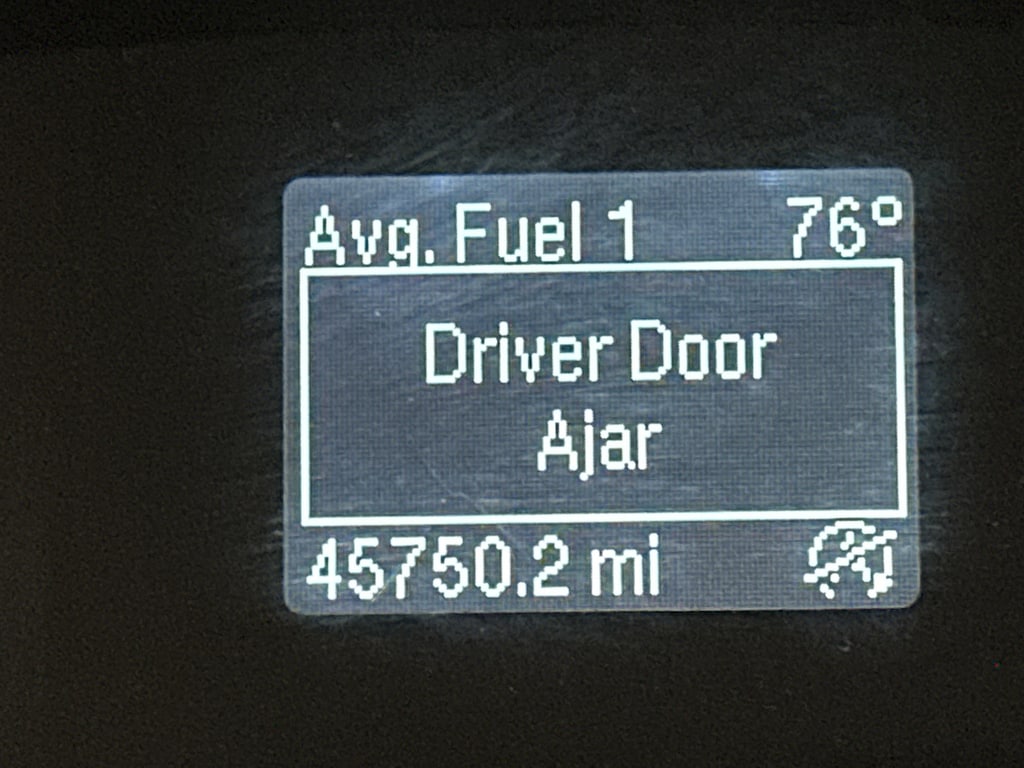 Avg. Fuel 1 76°
Driver Door
Ajar
45750.2 mi